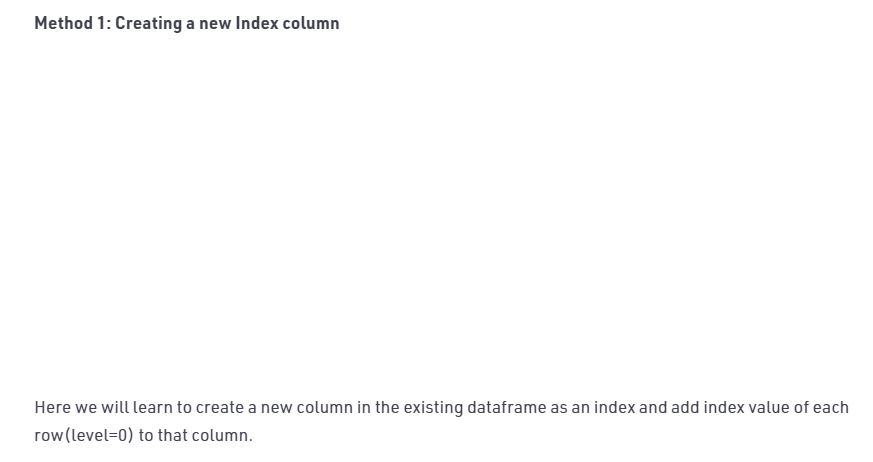 Method 1: Creating a new Index column
Here we will learn to create a new column in the existing dataframe as an index and add index value of each
row(level=0) to that column.